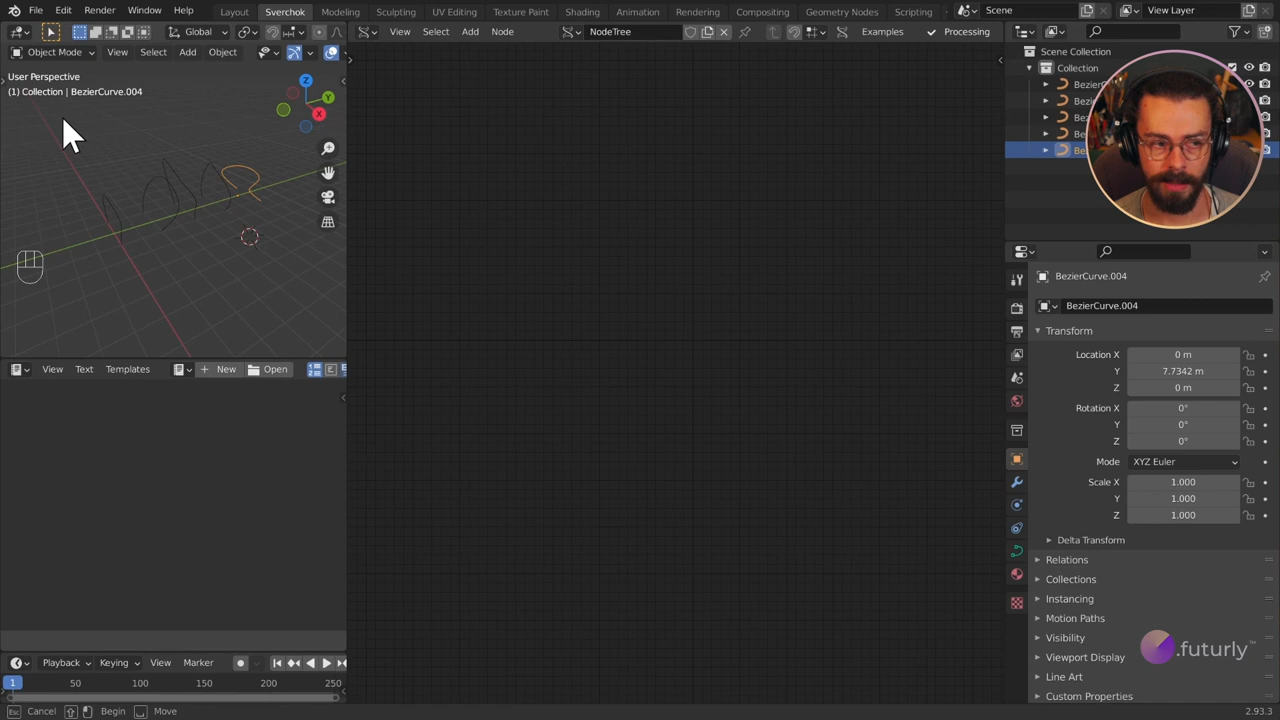 File Edit Render Window Help Layout Sverchok Modeling Sculpting UV Editing Texture Paint Shading Animation Rendering Compositing Geometry Nodes Scripting Scene View Layer
Global View Select Add Node NodeTree Examples Processing
Object Mode View Select Add Object
User Perspective
(1) Collection | BezierCurve.004
Z
Y
X
Scene Collection
Collection
BezierC
Be
Be
Be
Be
BezierCurve.004
BezierCurve.004
Transform
Location X 0 m
Y 7.7342 m
Z 0 m
Rotation X 0°
Y 0°
Z 0°
Mode XYZ Euler
Scale X 1.000
Y 1.000
Z 1.000
Delta Transform
Relations
Collections
Instancing
Motion Paths
Visibility
Viewport Display
Line Art
Custom Properties
View Text Templates New Open
Playback Keying View Marker
1 50 100 150 200 250
Esc Cancel Begin Move 2.93.3
.futurly™